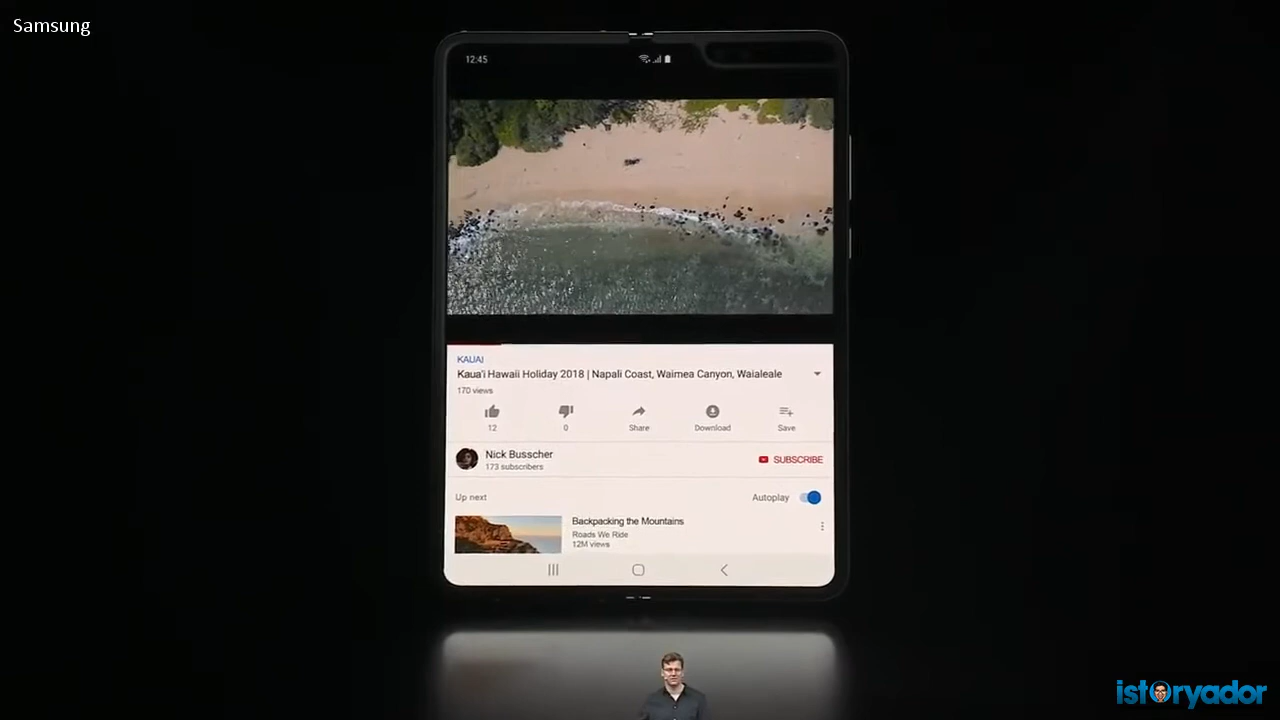 Samsung
12:45
KAUAI
Kaua'i Hawaii Holiday 2018 | Napali Coast, Waimea Canyon, Waialeale
170 views
12
0
Share
Download
Save
Nick Busscher
173 subscribers
SUBSCRIBE
Up next
Autoplay
Backpacking the Mountains
Roads We Ride
12M views
istoryador